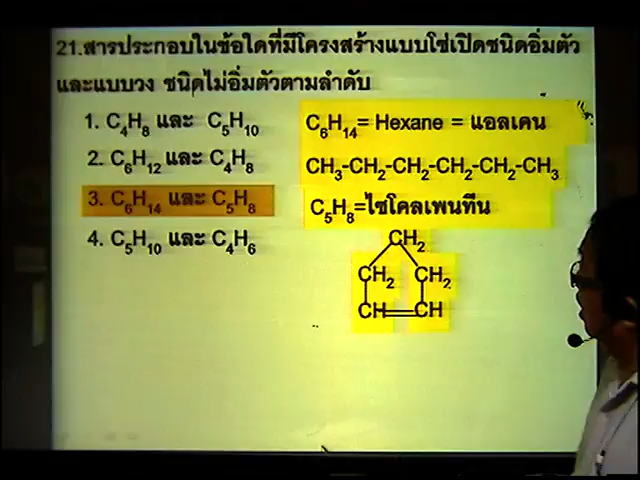 21.สารประกอบในข้อใดที่มีโครงสร้างแบบโซ่เปิดชนิดอิ่มตัว
และแบบวง ชนิดไม่อิ่มตัวตามลำดับ
1. C4H8 และ C5H10
2. C6H12 และ C4H8
3. C6H14 และ C5H8
4. C5H10 และ C4H6
C6H14= Hexane = แอลเคน
CH3-CH2-CH2-CH2-CH2-CH3
C5H8=ไซโคลเพนทีน
CH2
CH2 CH2
CH=CH